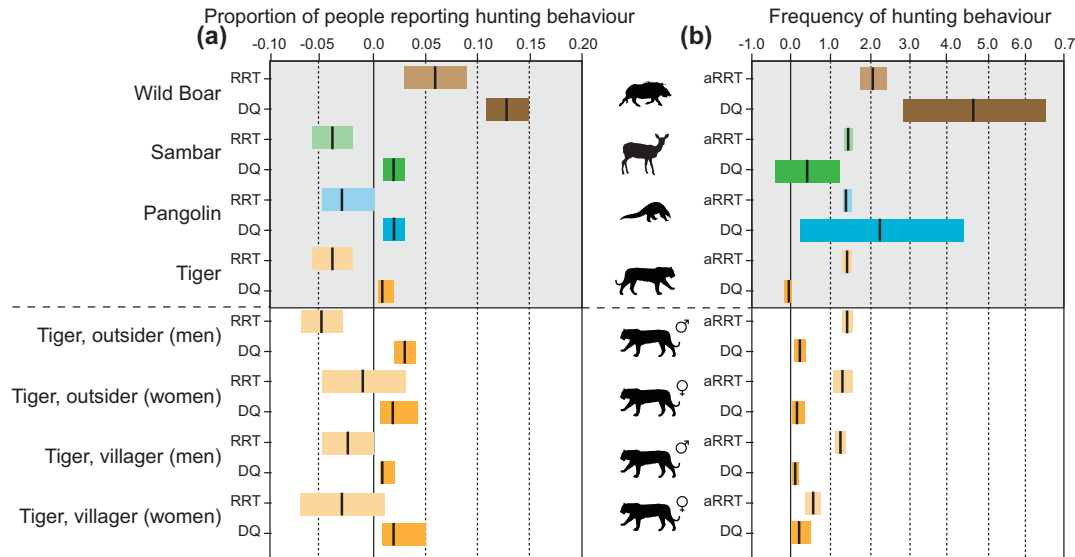 Proportion of people reporting hunting behaviour
Frequency of hunting behaviour
(a)
(b)
-0.10 -0.05 0.0 0.05 0.10 0.15 0.20
-1.0 0.0 1.0 2.0 3.0 4.0 5.0 6.0 6.7
Wild Boar
RRT
DQ
aRRT
DQ
Sambar
RRT
DQ
aRRT
DQ
Pangolin
RRT
DQ
aRRT
DQ
Tiger
RRT
DQ
aRRT
DQ
Tiger, outsider (men)
RRT
DQ
♂
aRRT
DQ
Tiger, outsider (women)
RRT
DQ
♀
aRRT
DQ
Tiger, villager (men)
RRT
DQ
♂
aRRT
DQ
Tiger, villager (women)
RRT
DQ
♀
aRRT
DQ